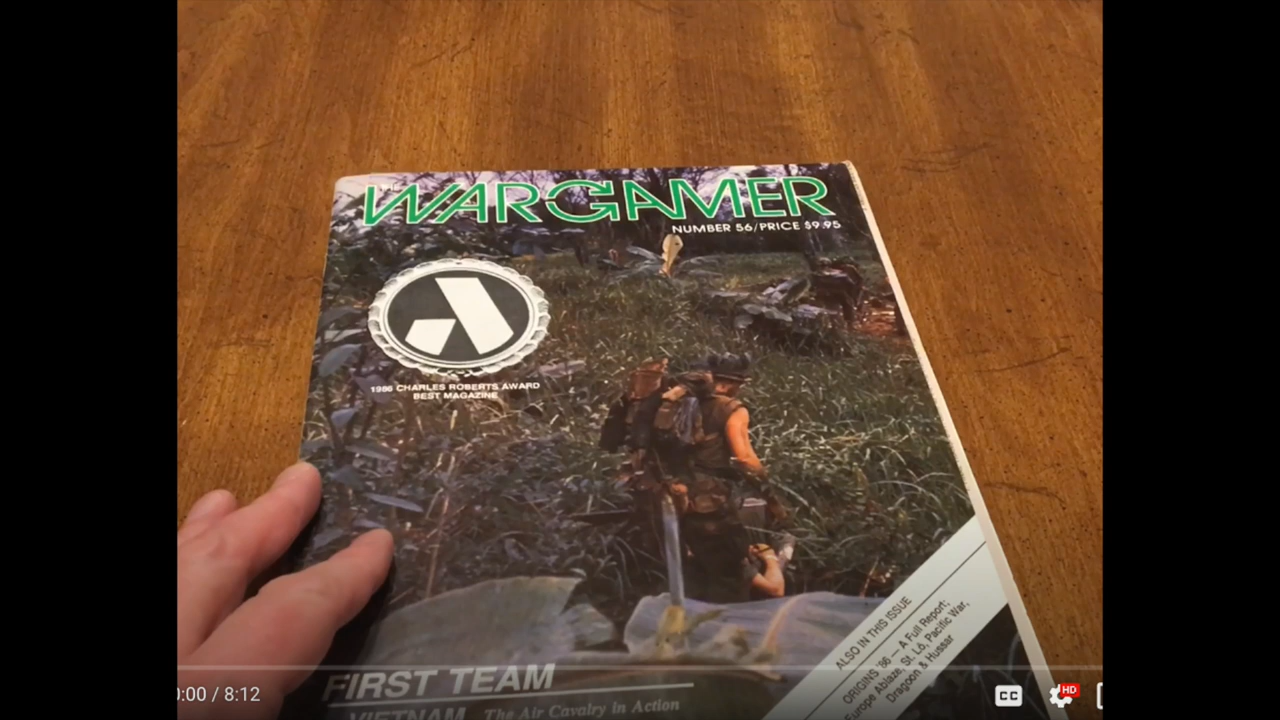 THE
WARGAMER
NUMBER 56/PRICE $9.95
1986 CHARLES ROBERTS AWARD
BEST MAGAZINE
ALSO IN THIS ISSUE
ORIGINS '86 — A Full Report;
Europe Ablaze, St. Lô, Pacific War,
Dragoon & Hussar
FIRST TEAM
VIETNAM The Air Cavalry in Action
0:00 / 8:12
CC
HD